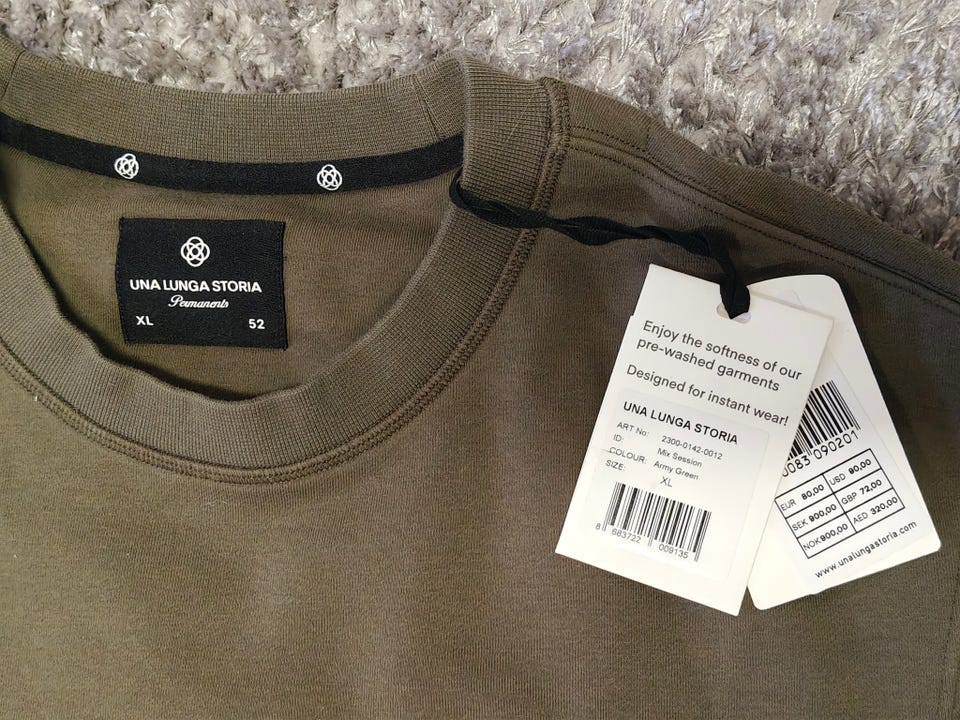 UNA LUNGA STORIA
Permanents
XL 52
Enjoy the softness of our
pre-washed garments
Designed for instant wear!
UNA LUNGA STORIA
ART No: 2300-0142-0012
ID: Mix Session
COLOUR: Army Green
SIZE: XL
8 683722 009135
0083 090201
EUR 80,00 USD 90,00
SEK 900,00 GBP 72,00
NOK 900,00 AED 320,00
www.unalungastoria.com